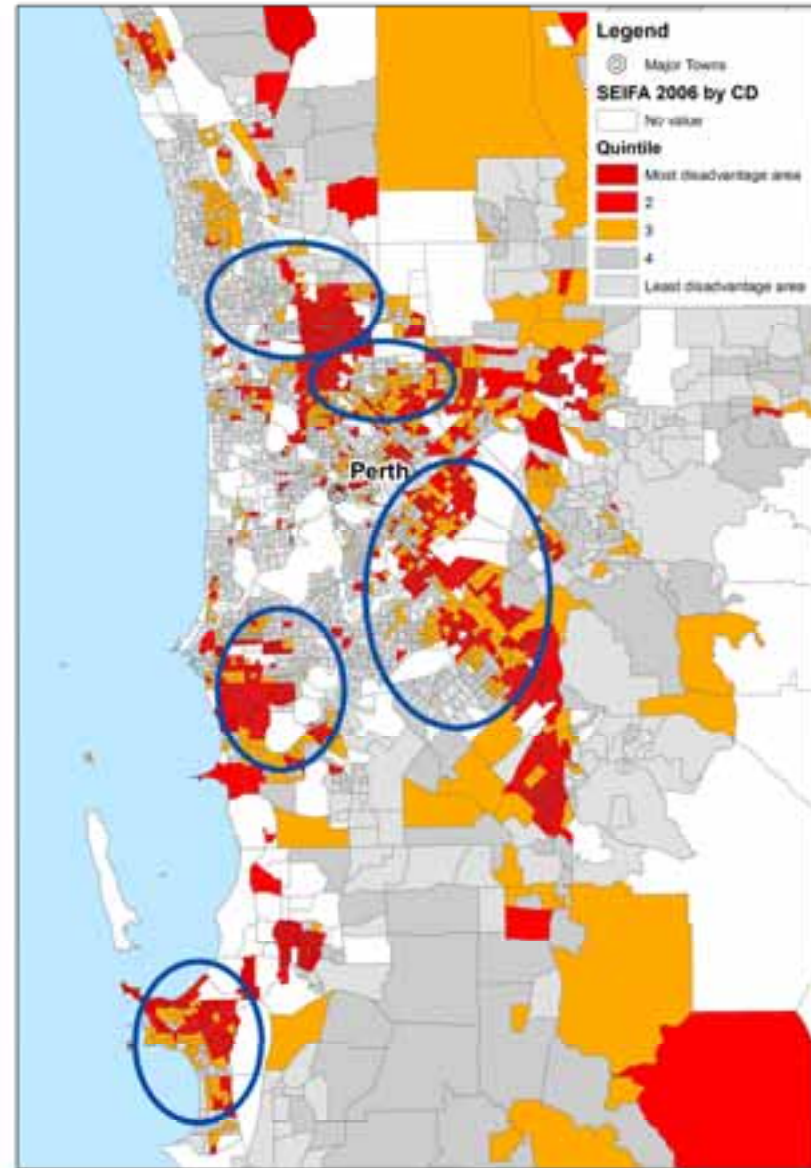 Legend
Major Towns
SEIFA 2006 by CD
No value
Quintile
Most disadvantage area
2
3
4
Least disadvantage area
Perth